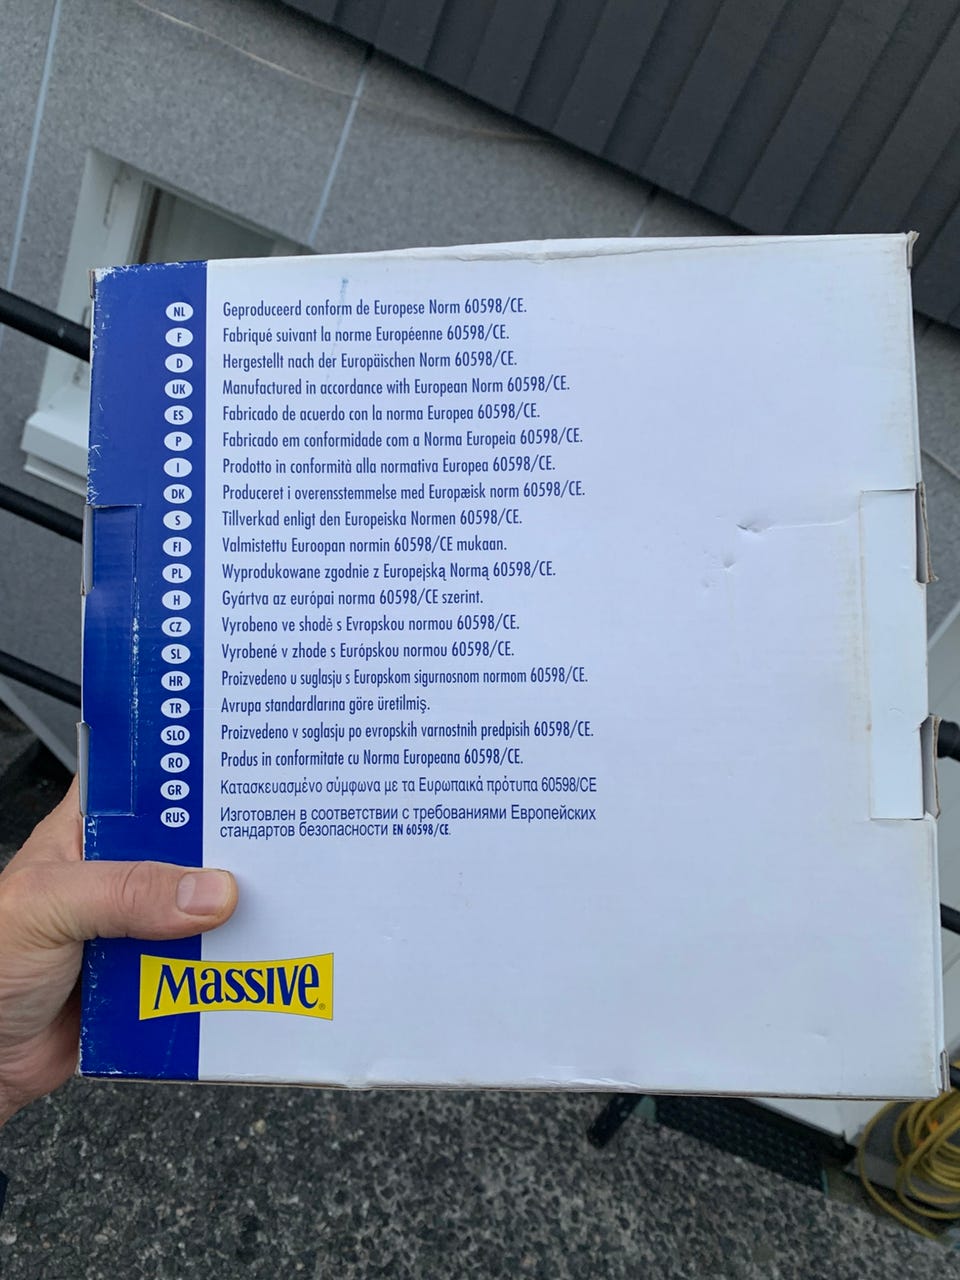 NL Geproduceerd conform de Europese Norm 60598/CE.
F Fabriqué suivant la norme Européenne 60598/CE.
D Hergestellt nach der Europäischen Norm 60598/CE.
UK Manufactured in accordance with European Norm 60598/CE.
ES Fabricado de acuerdo con la norma Europea 60598/CE.
P Fabricado em conformidade com a Norma Europeia 60598/CE.
I Prodotto in conformità alla normativa Europea 60598/CE.
DK Produceret i overensstemmelse med Europæisk norm 60598/CE.
S Tillverkad enligt den Europeiska Normen 60598/CE.
FI Valmistettu Euroopan normin 60598/CE mukaan.
PL Wyprodukowane zgodnie z Europejską Normą 60598/CE.
H Gyártva az európai norma 60598/CE szerint.
CZ Vyrobeno ve shodě s Evropskou normou 60598/CE.
SL Vyrobené v zhode s Európskou normou 60598/CE.
HR Proizvedeno u suglasju s Europskom sigurnosnom normom 60598/CE.
TR Avrupa standardlarına göre üretilmiş.
SLO Proizvedeno v soglasju po evropskih varnostnih predpisih 60598/CE.
RO Produs in conformitate cu Norma Europeana 60598/CE.
GR Κατασκευασμένο σύμφωνα με τα Ευρωπαικά πρότυπα 60598/CE
RUS Изготовлен в соответствии с требованиями Европейских
стандартов безопасности EN 60598/CE.
Massive®